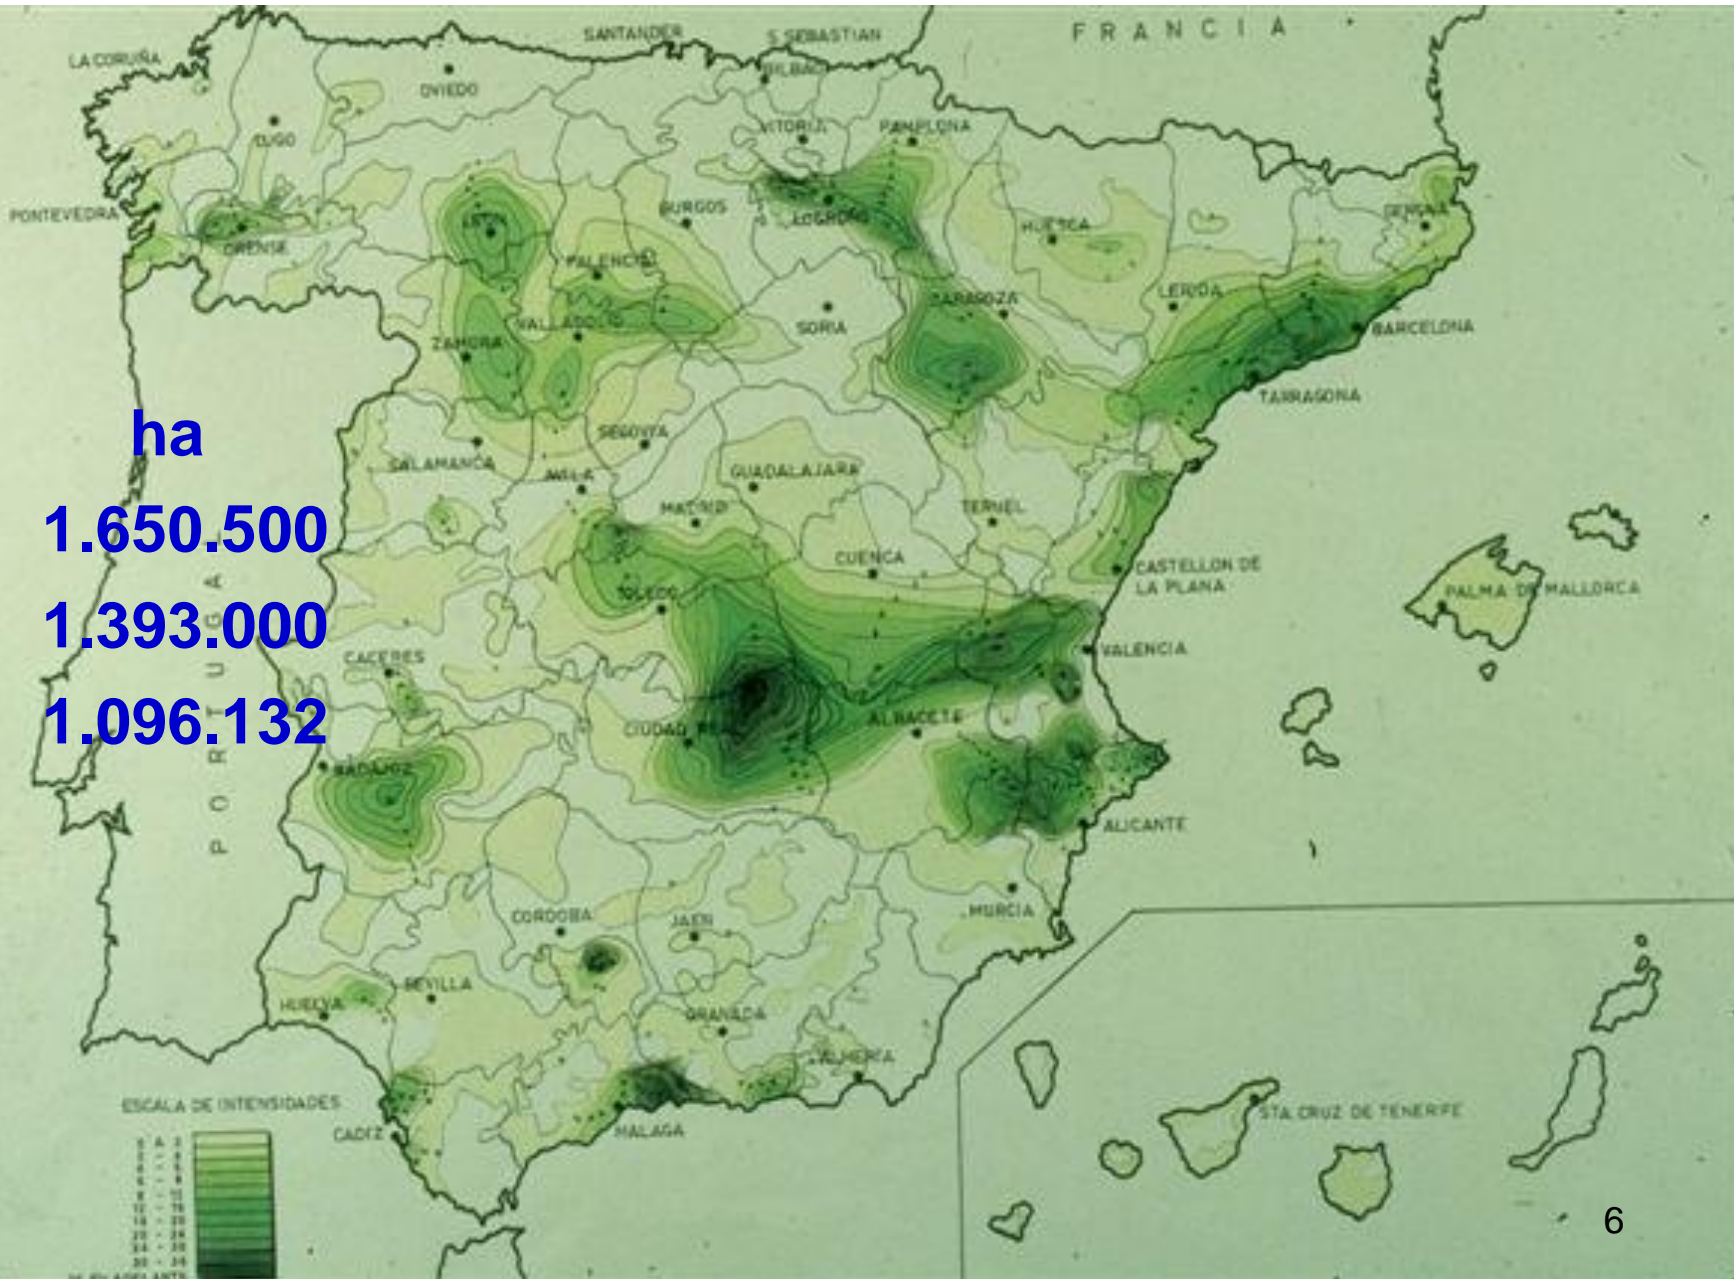 FRANCIA
SANTANDER
S. SEBASTIAN
LA CORUÑA
BILBAO
OVIEDO
LUGO
VITORIA
PAMPLONA
PONTEVEDRA
ORENSE
LEON
BURGOS
LOGROÑO
HUESCA
GERONA
PALENCIA
ZARAGOZA
LERIDA
VALLADOLID
SORIA
BARCELONA
ZAMORA
TARRAGONA
ha
SEGOVIA
SALAMANCA
AVILA
GUADALAJARA
MADRID
TERUEL
1.650.500
CUENCA
CASTELLON DE
LA PLANA
TOLEDO
PALMA DE MALLORCA
1.393.000
PORTUGAL
CACERES
VALENCIA
1.096.132
CIUDAD REAL
ALBACETE
BADAJOZ
ALICANTE
CORDOBA
JAEN
MURCIA
HUELVA
SEVILLA
GRANADA
ALMERIA
ESCALA DE INTENSIDADES
CADIZ
MALAGA
STA. CRUZ DE TENERIFE
6